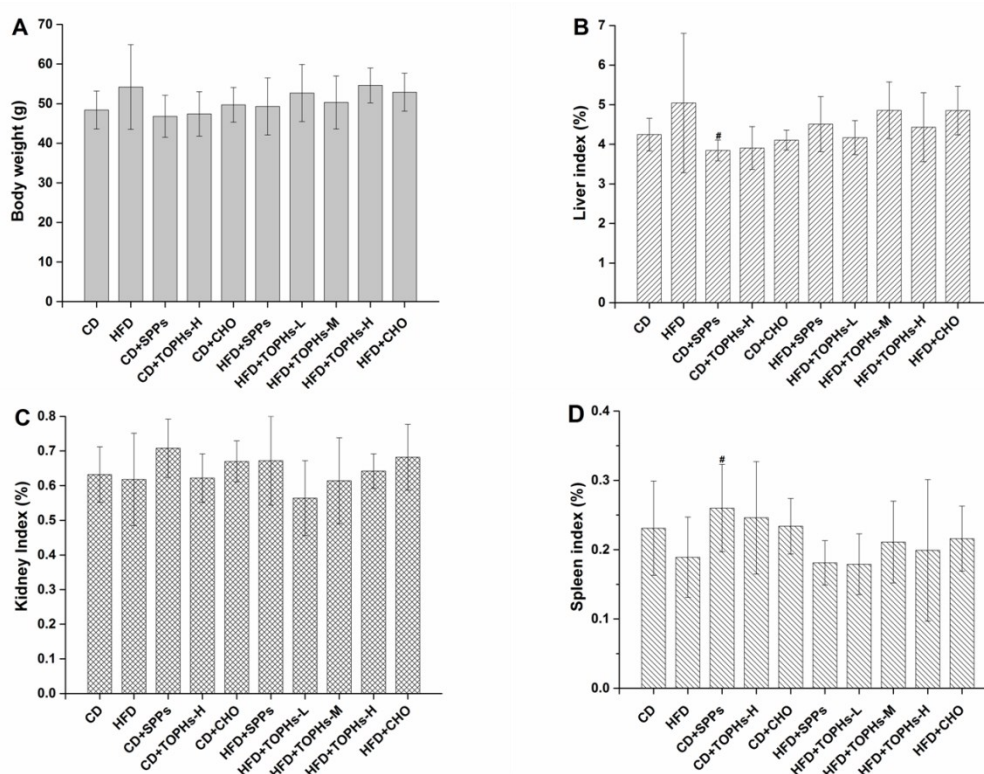 A
Body weight (g)
70
60
50
40
30
20
10
0
CD
HFD
CD+SPPs
CD+TOPHs-H
CD+CHO
HFD+SPPs
HFD+TOPHs-L
HFD+TOPHs-M
HFD+TOPHs-H
HFD+CHO
B
Liver index (%)
7
6
5
4
3
2
1
0
#
CD
HFD
CD+SPPs
CD+TOPHs-H
CD+CHO
HFD+SPPs
HFD+TOPHs-L
HFD+TOPHs-M
HFD+TOPHs-H
HFD+CHO
C
Kidney Index (%)
0.8
0.7
0.6
0.5
0.4
0.3
0.2
0.1
0.0
CD
HFD
CD+SPPs
CD+TOPHs-H
CD+CHO
HFD+SPPs
HFD+TOPHs-L
HFD+TOPHs-M
HFD+TOPHs-H
HFD+CHO
D
Spleen index (%)
0.4
0.3
0.2
0.1
0.0
#
CD
HFD
CD+SPPs
CD+TOPHs-H
CD+CHO
HFD+SPPs
HFD+TOPHs-L
HFD+TOPHs-M
HFD+TOPHs-H
HFD+CHO